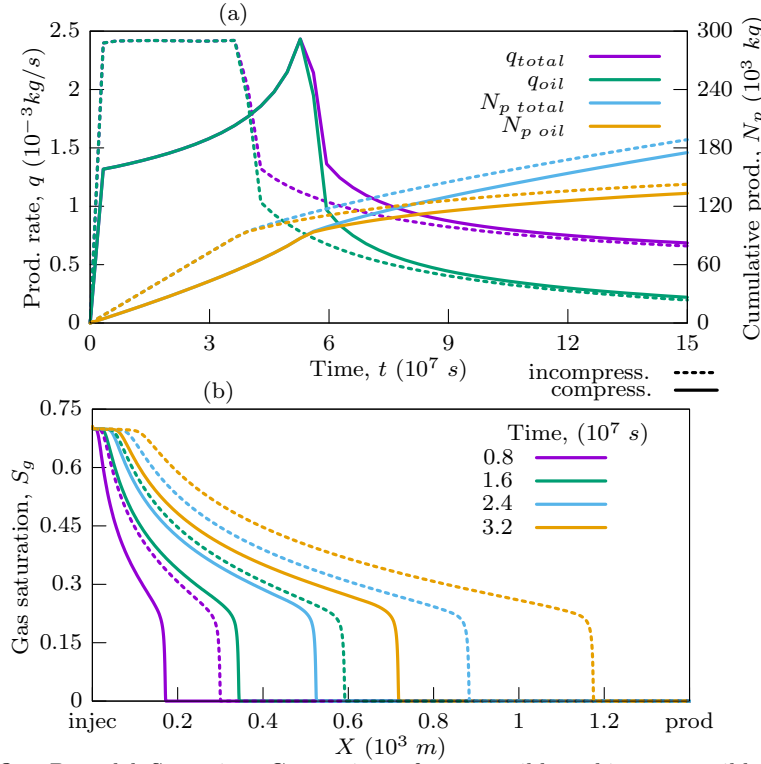 (a)
2.5
2
1.5
1
0.5
0
Prod. rate, q (10⁻³kg/s)
300
240
180
120
60
0
Cumulative prod., N_p (10³ kg)
q_total
q_oil
N_p total
N_p oil
0 3 6 9 12 15
Time, t (10⁷ s)
incompress.
compress.
(b)
0.75
0.6
0.45
0.3
0.15
0
Gas saturation, S_g
Time, (10⁷ s)
0.8
1.6
2.4
3.2
injec 0.2 0.4 0.6 0.8 1 1.2 prod
X (10³ m)